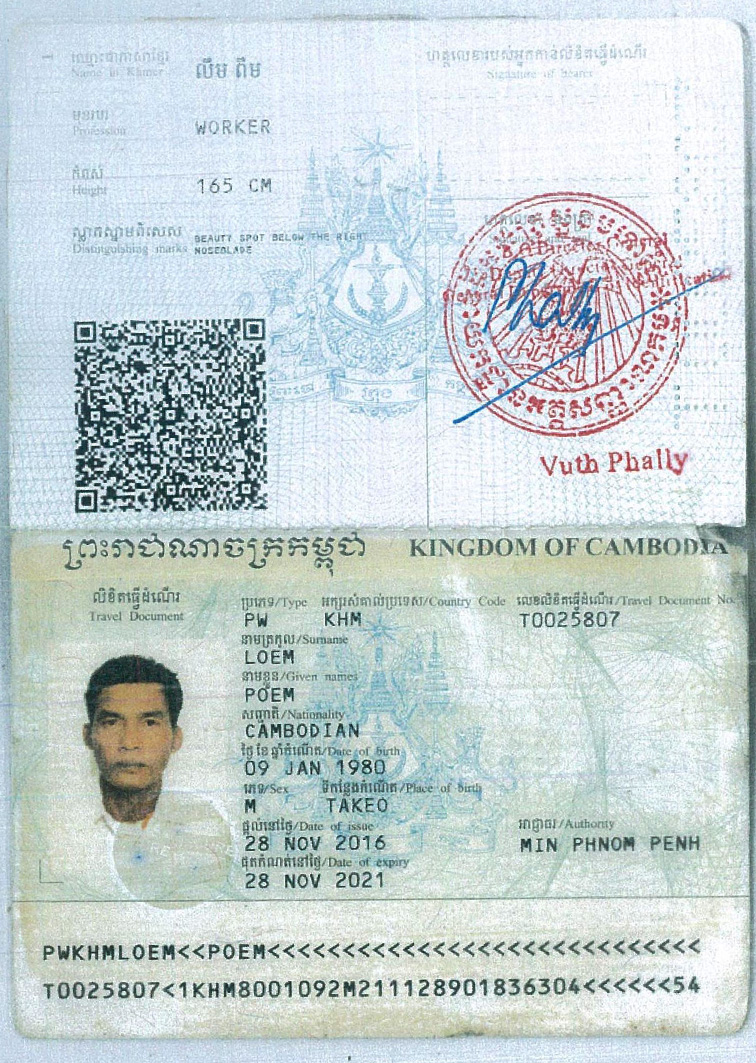 ឈ្មោះជាភាសាខ្មែរ
Name in Khmer
លឹម ពឹម
ហត្ថលេខារបស់អ្នកកាន់លិខិតធ្វើដំណើរ
Signature of bearer
មុខរបរ
Profession
WORKER
កំពស់
Height
165 CM
ស្លាកស្នាមពិសេស
Distinguishing marks
BEAUTY SPOT BELOW THE RIGHT
NOSEBLADE
Phally
Vuth Phally
ព្រះរាជាណាចក្រកម្ពុជា KINGDOM OF CAMBODIA
លិខិតធ្វើដំណើរ
Travel Document
ប្រភេទ/Type អក្សរសំគាល់ប្រទេស/Country Code លេខលិខិតធ្វើដំណើរ/Travel Document No.
PW KHM T0025807
នាមត្រកូល/Surname
LOEM
នាមខ្លួន/Given names
POEM
សញ្ជាតិ/Nationality
CAMBODIAN
ថ្ងៃ ខែ ឆ្នាំកំណើត/Date of birth
09 JAN 1980
ភេទ/Sex ទីកន្លែងកំណើត/Place of birth
M TAKEO
ផ្តល់នៅថ្ងៃ/Date of issue អាជ្ញាធរ/Authority
28 NOV 2016 MIN PHNOM PENH
ផុតកំណត់នៅថ្ងៃ/Date of expiry
28 NOV 2021
PWKHMLOEM<<POEM<<<<<<<<<<<<<<<<<<<<<<<<<<<<<
T0025807<1KHM8001092M211128901836304<<<<<<54